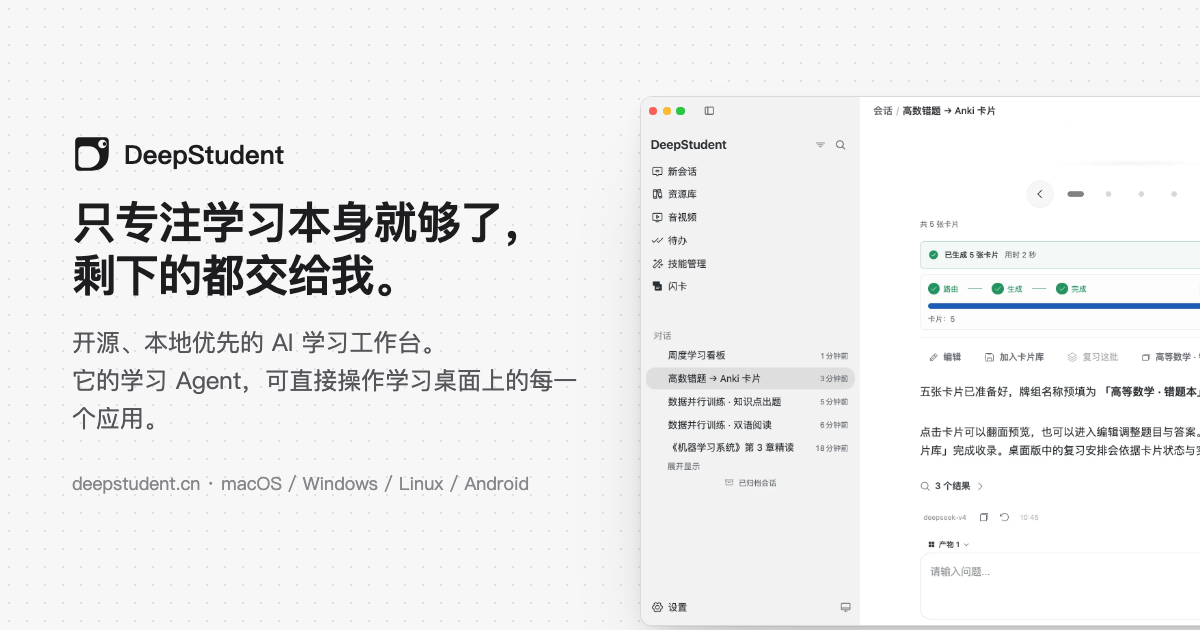 DeepStudent
只专注学习本身就够了，
剩下的都交给我。
开源、本地优先的 AI 学习工作台。
它的学习 Agent，可直接操作学习桌面上的每一
个应用。
deepstudent.cn · macOS / Windows / Linux / Android
DeepStudent
新会话
资源库
音视频
待办
技能管理
闪卡
对话
周度学习看板 1 分钟前
高数错题 → Anki 卡片 3 分钟前
数据并行训练 · 知识点出题 5 分钟前
数据并行训练 · 双语阅读 6 分钟前
《机器学习系统》第 3 章精读 18 分钟前
展开显示
已归档会话
设置
会话 / 高数错题 → Anki 卡片
共 5 张卡片
已生成 5 张卡片 用时 2 秒
路由 生成 完成
卡片： 5
编辑 加入卡片库 复习这批 高等数学 ·
五张卡片已准备好，牌组名称预填为 「高等数学 · 错题本」
点击卡片可以翻面预览，也可以进入编辑调整题目与答案。
片库」完成收录。桌面版中的复习安排会依据卡片状态与
3 个结果
deepseek-v4 10:45
产物 1
请输入问题...